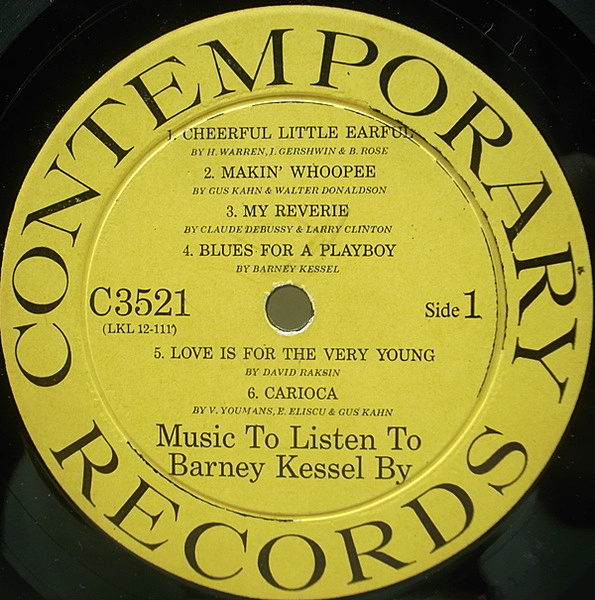 CONTEMPORARY
1. CHEERFUL LITTLE EARFUL
BY H. WARREN, I. GERSHWIN & B. ROSE
2. MAKIN' WHOOPEE
BY GUS KAHN & WALTER DONALDSON
3. MY REVERIE
BY CLAUDE DEBUSSY & LARRY CLINTON
4. BLUES FOR A PLAYBOY
BY BARNEY KESSEL
C3521
(LKL 12-111)
Side 1
5. LOVE IS FOR THE VERY YOUNG
BY DAVID RAKSIN
6. CARIOCA
BY V. YOUMANS, E. ELISCU & GUS KAHN
Music To Listen To
Barney Kessel By
RECORDS